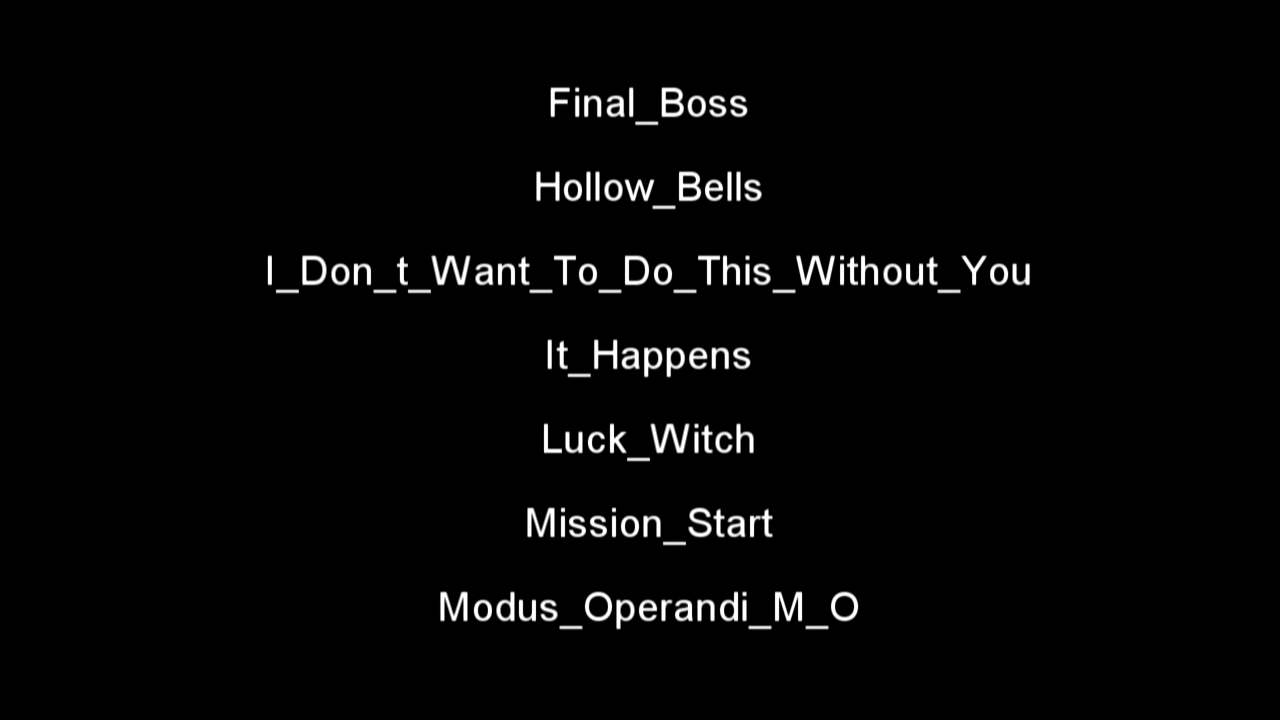 Final_Boss
Hollow_Bells
I_Don_t_Want_To_Do_This_Without_You
It_Happens
Luck_Witch
Mission_Start
Modus_Operandi_M_O